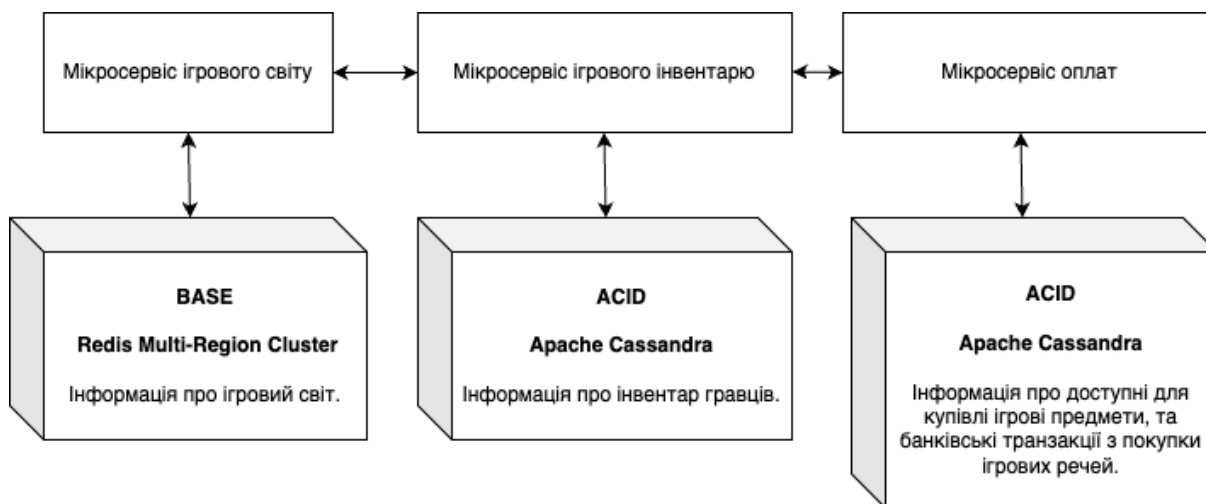 Мікросервіс ігрового світу
Мікросервіс ігрового інвентарю
Мікросервіс оплат
BASE
Redis Multi-Region Cluster
Інформація про ігровий світ.
ACID
Apache Cassandra
Інформація про інвентар гравців.
ACID
Apache Cassandra
Інформація про доступні для
купівлі ігрові предмети, та
банківські транзакції з покупки
ігрових речей.